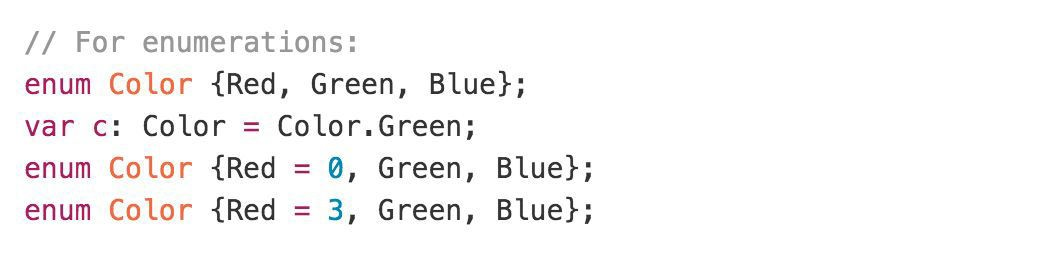 // For enumerations:
enum Color {Red, Green, Blue};
var c: Color = Color.Green;
enum Color {Red = 0, Green, Blue};
enum Color {Red = 3, Green, Blue};